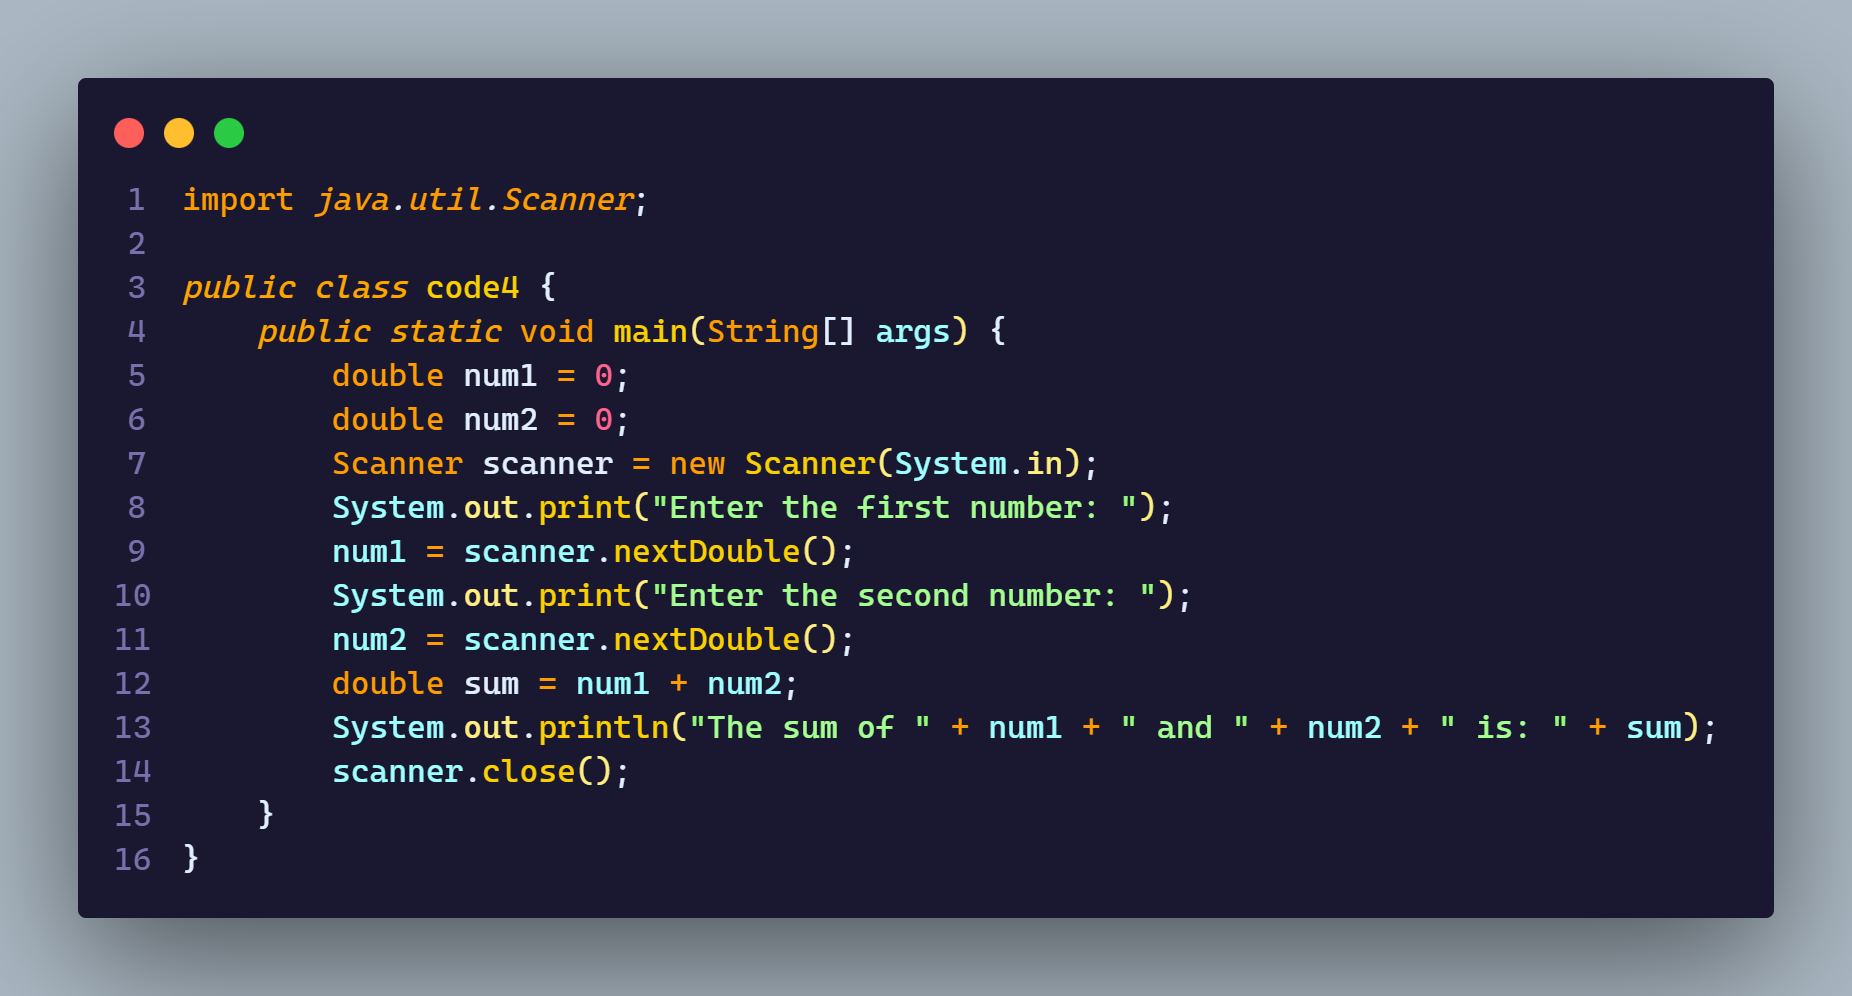 1 import java.util.Scanner;
2
3 public class code4 {
4     public static void main(String[] args) {
5         double num1 = 0;
6         double num2 = 0;
7         Scanner scanner = new Scanner(System.in);
8         System.out.print("Enter the first number: ");
9         num1 = scanner.nextDouble();
10         System.out.print("Enter the second number: ");
11         num2 = scanner.nextDouble();
12         double sum = num1 + num2;
13         System.out.println("The sum of " + num1 + " and " + num2 + " is: " + sum);
14         scanner.close();
15     }
16 }